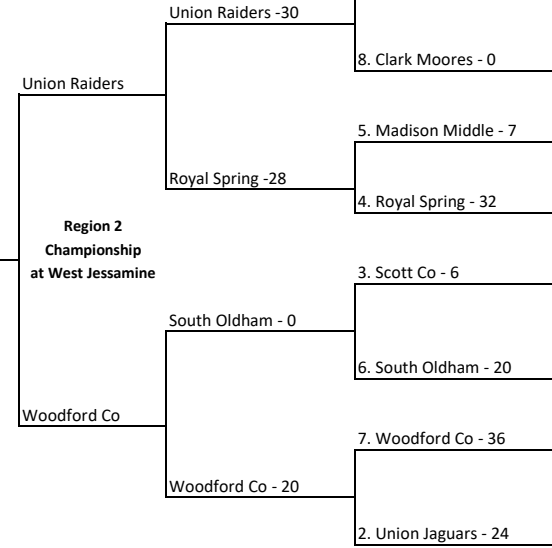 Union Raiders -30
8. Clark Moores - 0
Union Raiders
5. Madison Middle - 7
Royal Spring -28
4. Royal Spring - 32
Region 2
Championship
at West Jessamine
3. Scott Co - 6
South Oldham - 0
6. South Oldham - 20
Woodford Co
7. Woodford Co - 36
Woodford Co - 20
2. Union Jaguars - 24